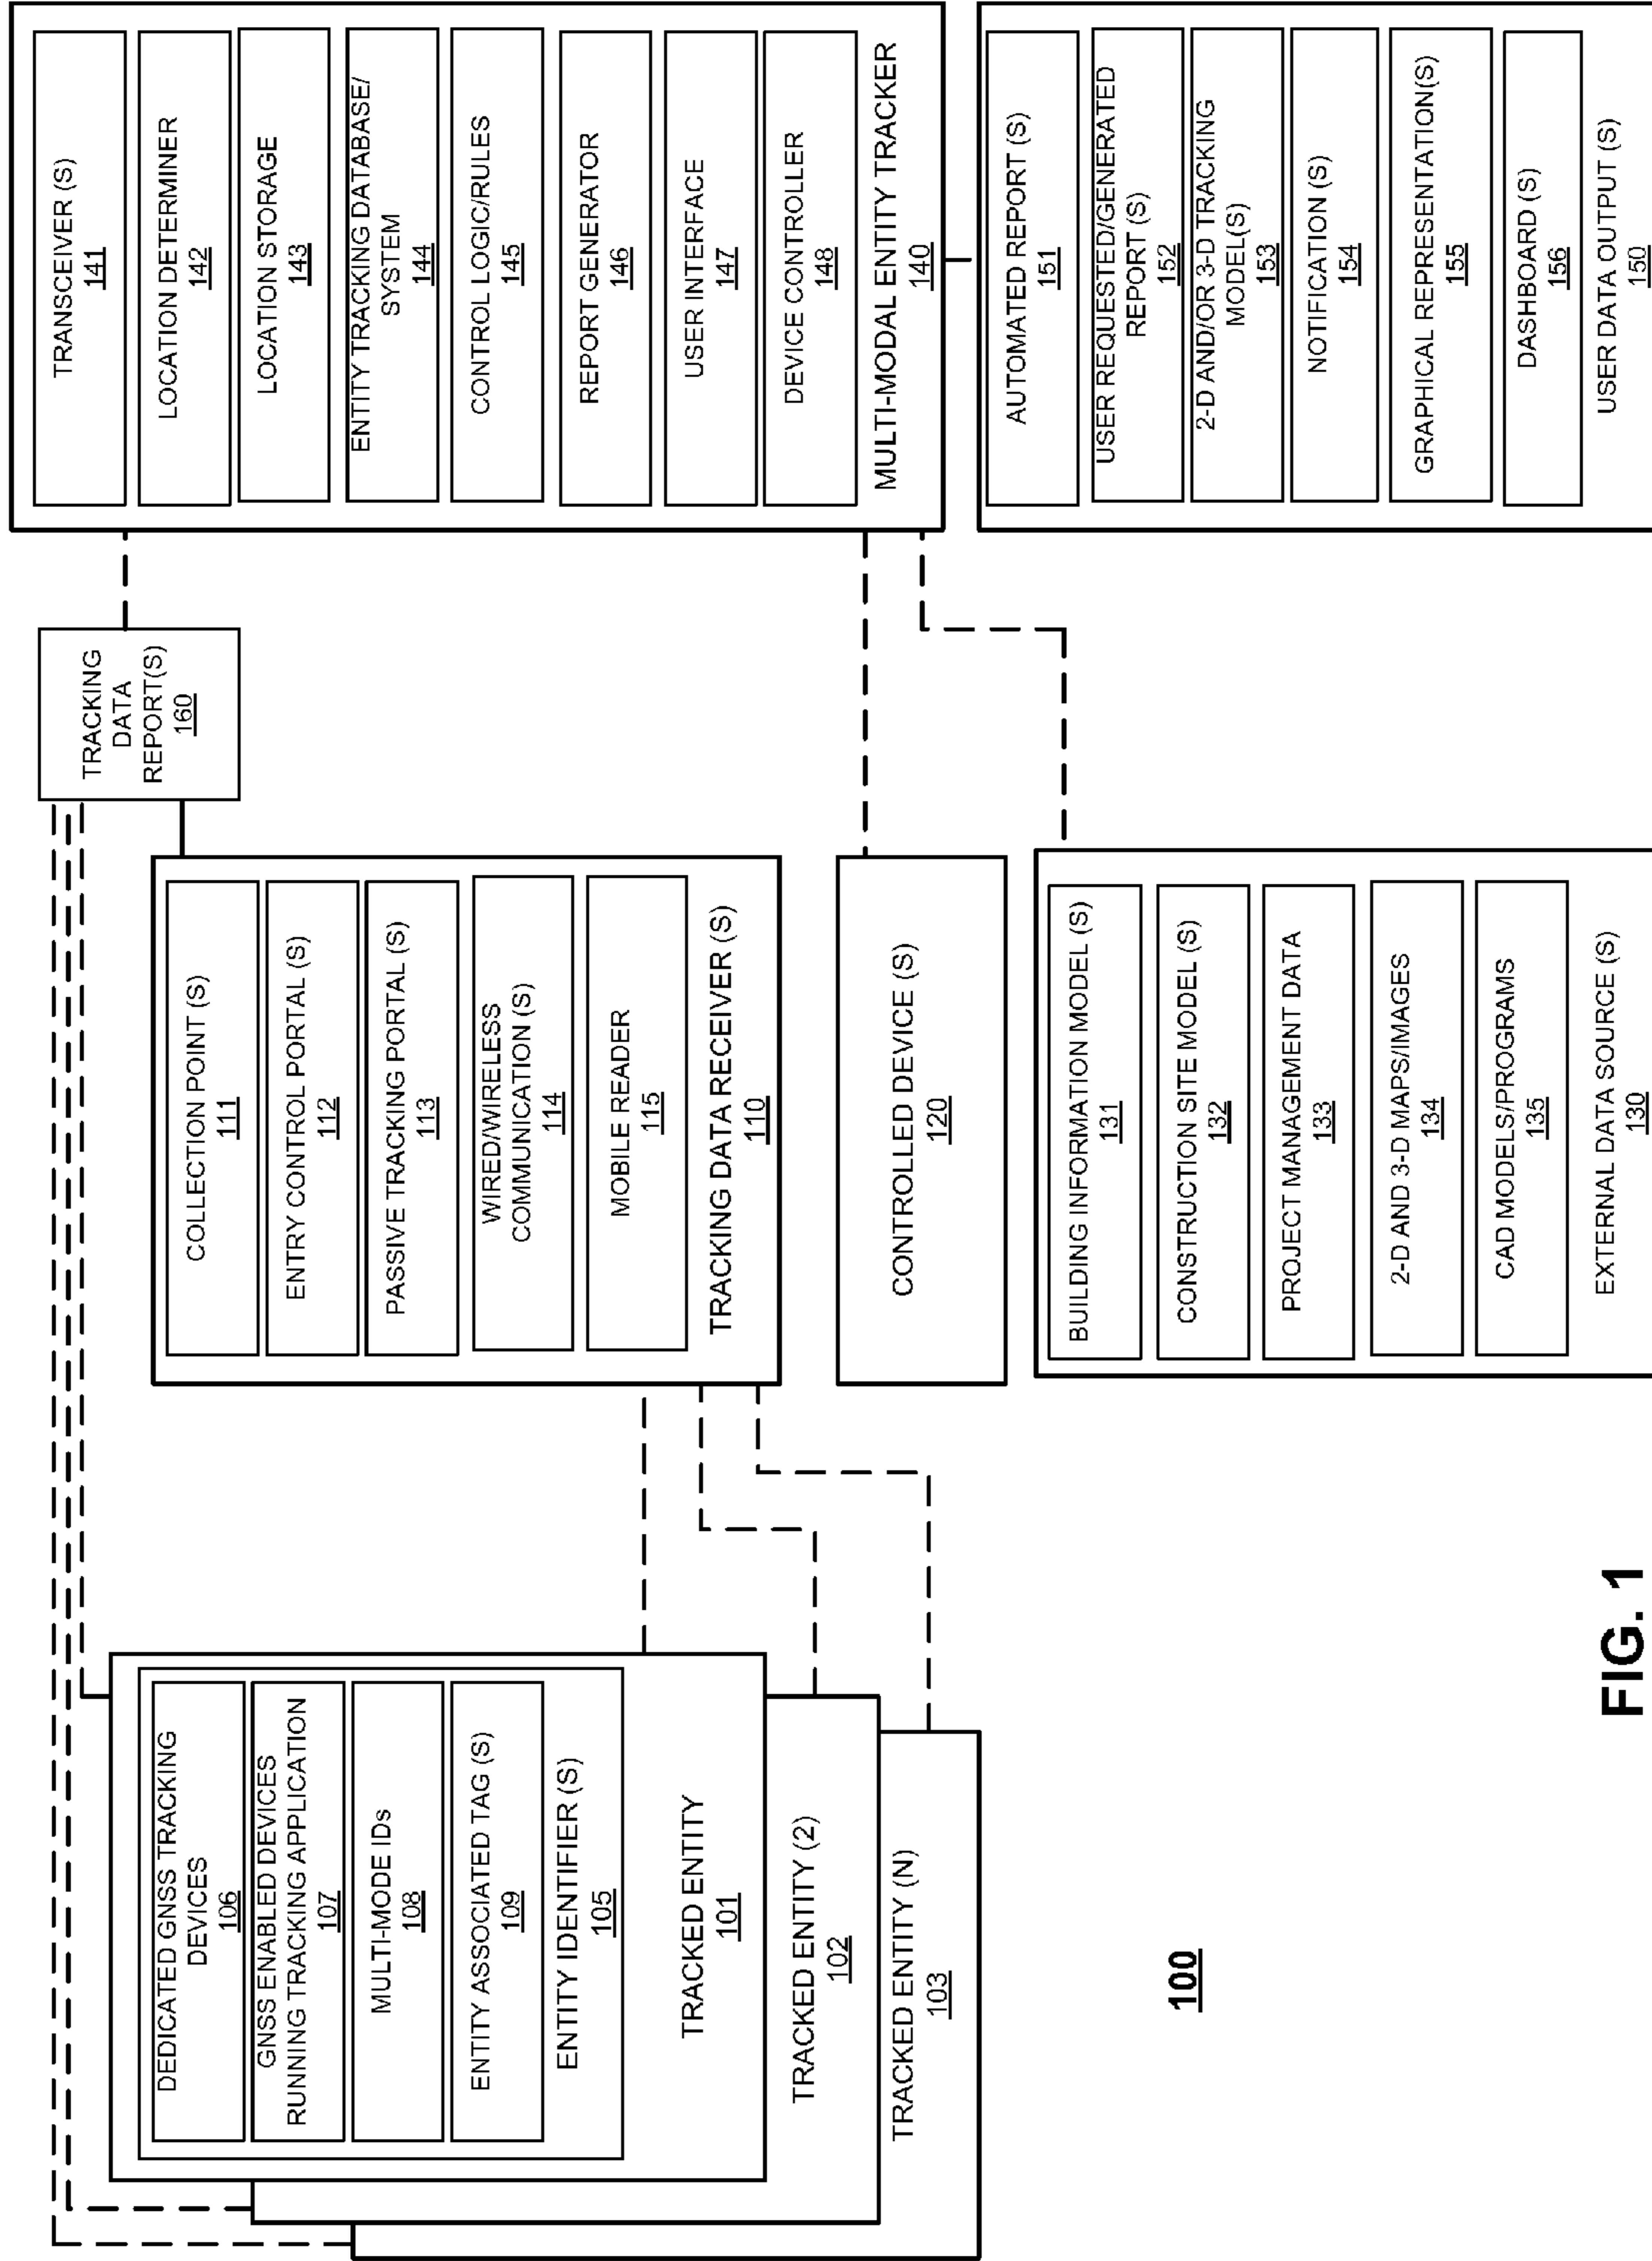 DEDICATED GNSS TRACKING
DEVICES
106
GNSS ENABLED DEVICES
RUNNING TRACKING APPLICATION
107
MULTI-MODE IDs
108
ENTITY ASSOCIATED TAG (S)
109
ENTITY IDENTIFIER (S)
105
TRACKED ENTITY
101
TRACKED ENTITY (2)
102
TRACKED ENTITY (N)
103
COLLECTION POINT (S)
111
ENTRY CONTROL PORTAL (S)
112
PASSIVE TRACKING PORTAL (S)
113
WIRED/WIRELESS
COMMUNICATION (S)
114
MOBILE READER
115
TRACKING DATA RECEIVER (S)
110
TRACKING
DATA
REPORT(S)
160
CONTROLLED DEVICE (S)
120
BUILDING INFORMATION MODEL (S)
131
CONSTRUCTION SITE MODEL (S)
132
PROJECT MANAGEMENT DATA
133
2-D AND 3-D MAPS/IMAGES
134
CAD MODELS/PROGRAMS
135
EXTERNAL DATA SOURCE (S)
130
TRANSCEIVER (S)
141
LOCATION DETERMINER
142
LOCATION STORAGE
143
ENTITY TRACKING DATABASE/
SYSTEM
144
CONTROL LOGIC/RULES
145
REPORT GENERATOR
146
USER INTERFACE
147
DEVICE CONTROLLER
148
MULTI-MODAL ENTITY TRACKER
140
AUTOMATED REPORT (S)
151
USER REQUESTED/GENERATED
REPORT (S)
152
2-D AND/OR 3-D TRACKING
MODEL(S)
153
NOTIFICATION (S)
154
GRAPHICAL REPRESENTATION(S)
155
DASHBOARD (S)
156
USER DATA OUTPUT (S)
150
100
FIG. 1